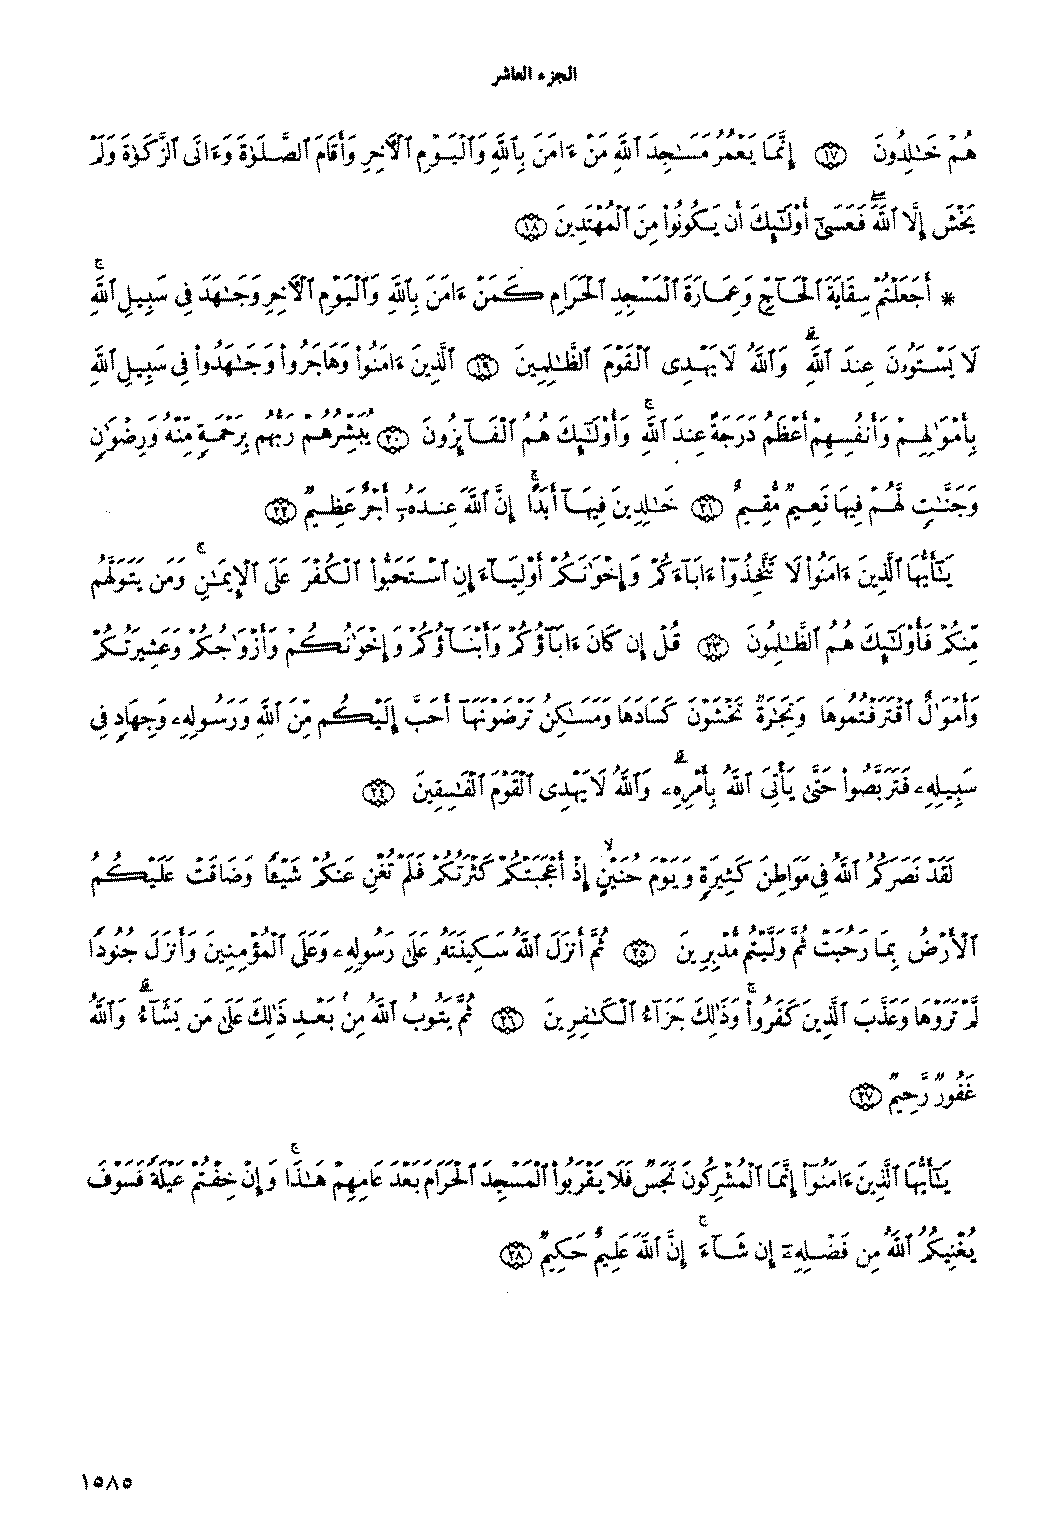 الجزء العاشر
هُمْ خَـٰلِدُونَ ﴿١٧﴾ إِنَّمَا يَعْمُرُ مَسَـٰجِدَ ٱللَّهِ مَنْ ءَامَنَ بِٱللَّهِ وَٱلْيَوْمِ ٱلْـَٔاخِرِ وَأَقَامَ ٱلصَّلَوٰةَ وَءَاتَى ٱلزَّكَوٰةَ وَلَمْ
يَخْشَ إِلَّا ٱللَّهَ ۖ فَعَسَىٰٓ أُو۟لَـٰٓئِكَ أَن يَكُونُوا۟ مِنَ ٱلْمُهْتَدِينَ ﴿١٨﴾
* أَجَعَلْتُمْ سِقَايَةَ ٱلْحَآجِّ وَعِمَارَةَ ٱلْمَسْجِدِ ٱلْحَرَامِ كَمَنْ ءَامَنَ بِٱللَّهِ وَٱلْيَوْمِ ٱلْـَٔاخِرِ وَجَـٰهَدَ فِى سَبِيلِ ٱللَّهِ ۚ
لَا يَسْتَوُۥنَ عِندَ ٱللَّهِ ۗ وَٱللَّهُ لَا يَهْدِى ٱلْقَوْمَ ٱلظَّـٰلِمِينَ ﴿١٩﴾ ٱلَّذِينَ ءَامَنُوا۟ وَهَاجَرُوا۟ وَجَـٰهَدُوا۟ فِى سَبِيلِ ٱللَّهِ
بِأَمْوَٰلِهِمْ وَأَنفُسِهِمْ أَعْظَمُ دَرَجَةً عِندَ ٱللَّهِ ۚ وَأُو۟لَـٰٓئِكَ هُمُ ٱلْفَآئِزُونَ ﴿٢٠﴾ يُبَشِّرُهُمْ رَبُّهُم بِرَحْمَةٍ مِّنْهُ وَرِضْوَٰنٍ
وَجَنَّـٰتٍ لَّهُمْ فِيهَا نَعِيمٌ مُّقِيمٌ ﴿٢١﴾ خَـٰلِدِينَ فِيهَآ أَبَدًا ۚ إِنَّ ٱللَّهَ عِندَهُۥٓ أَجْرٌ عَظِيمٌ ﴿٢٢﴾
يَـٰٓأَيُّهَا ٱلَّذِينَ ءَامَنُوا۟ لَا تَتَّخِذُوٓا۟ ءَابَآءَكُمْ وَإِخْوَٰنَكُمْ أَوْلِيَآءَ إِنِ ٱسْتَحَبُّوا۟ ٱلْكُفْرَ عَلَى ٱلْإِيمَـٰنِ ۚ وَمَن يَتَوَلَّهُم
مِّنكُمْ فَأُو۟لَـٰٓئِكَ هُمُ ٱلظَّـٰلِمُونَ ﴿٢٣﴾ قُلْ إِن كَانَ ءَابَآؤُكُمْ وَأَبْنَآؤُكُمْ وَإِخْوَٰنُكُمْ وَأَزْوَٰجُكُمْ وَعَشِيرَتُكُمْ
وَأَمْوَٰلٌ ٱقْتَرَفْتُمُوهَا وَتِجَـٰرَةٌ تَخْشَوْنَ كَسَادَهَا وَمَسَـٰكِنُ تَرْضَوْنَهَآ أَحَبَّ إِلَيْكُم مِّنَ ٱللَّهِ وَرَسُولِهِۦ وَجِهَادٍ فِى
سَبِيلِهِۦ فَتَرَبَّصُوا۟ حَتَّىٰ يَأْتِىَ ٱللَّهُ بِأَمْرِهِۦ ۗ وَٱللَّهُ لَا يَهْدِى ٱلْقَوْمَ ٱلْفَـٰسِقِينَ ﴿٢٤﴾
لَقَدْ نَصَرَكُمُ ٱللَّهُ فِى مَوَاطِنَ كَثِيرَةٍ وَيَوْمَ حُنَيْنٍ ۙ إِذْ أَعْجَبَتْكُمْ كَثْرَتُكُمْ فَلَمْ تُغْنِ عَنكُمْ شَيْـًٔا وَضَاقَتْ عَلَيْكُمُ
ٱلْأَرْضُ بِمَا رَحُبَتْ ثُمَّ وَلَّيْتُم مُّدْبِرِينَ ﴿٢٥﴾ ثُمَّ أَنزَلَ ٱللَّهُ سَكِينَتَهُۥ عَلَىٰ رَسُولِهِۦ وَعَلَى ٱلْمُؤْمِنِينَ وَأَنزَلَ جُنُودًا
لَّمْ تَرَوْهَا وَعَذَّبَ ٱلَّذِينَ كَفَرُوا۟ ۚ وَذَٰلِكَ جَزَآءُ ٱلْكَـٰفِرِينَ ﴿٢٦﴾ ثُمَّ يَتُوبُ ٱللَّهُ مِنۢ بَعْدِ ذَٰلِكَ عَلَىٰ مَن يَشَآءُ ۗ وَٱللَّهُ
غَفُورٌ رَّحِيمٌ ﴿٢٧﴾
يَـٰٓأَيُّهَا ٱلَّذِينَ ءَامَنُوٓا۟ إِنَّمَا ٱلْمُشْرِكُونَ نَجَسٌ فَلَا يَقْرَبُوا۟ ٱلْمَسْجِدَ ٱلْحَرَامَ بَعْدَ عَامِهِمْ هَـٰذَا ۚ وَإِنْ خِفْتُمْ عَيْلَةً فَسَوْفَ
يُغْنِيكُمُ ٱللَّهُ مِن فَضْلِهِۦٓ إِن شَآءَ ۚ إِنَّ ٱللَّهَ عَلِيمٌ حَكِيمٌ ﴿٢٨﴾
١٥٨٥